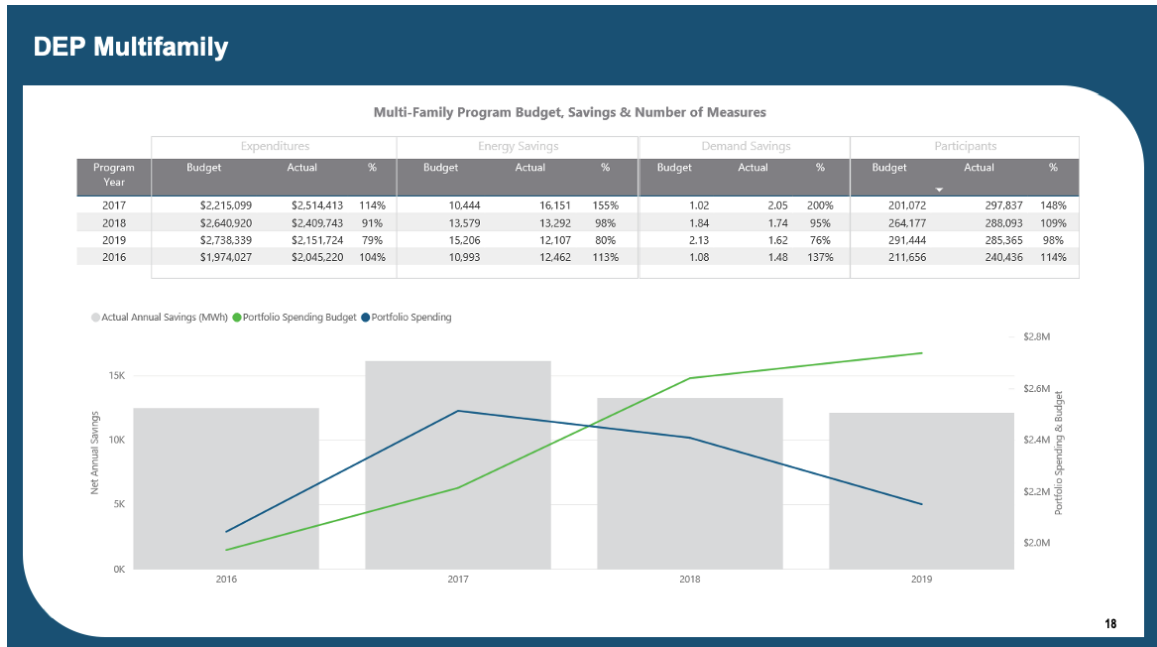 DEP Multifamily
Multi-Family Program Budget, Savings & Number of Measures
Expenditures Energy Savings Demand Savings Participants
Program Year Budget Actual % Budget Actual % Budget Actual % Budget Actual %
2017 $2,215,099 $2,514,413 114% 10,444 16,151 155% 1.02 2.05 200% 201,072 297,837 148%
2018 $2,640,920 $2,409,743 91% 13,579 13,292 98% 1.84 1.74 95% 264,177 288,093 109%
2019 $2,738,339 $2,151,724 79% 15,206 12,107 80% 2.13 1.62 76% 291,444 285,365 98%
2016 $1,974,027 $2,045,220 104% 10,993 12,462 113% 1.08 1.48 137% 211,656 240,436 114%
Actual Annual Savings (MWh) Portfolio Spending Budget Portfolio Spending
Net Annual Savings
15K
10K
5K
0K
2016 2017 2018 2019
$2.8M
$2.6M
$2.4M
$2.2M
$2.0M
Portfolio Spending & Budget
18